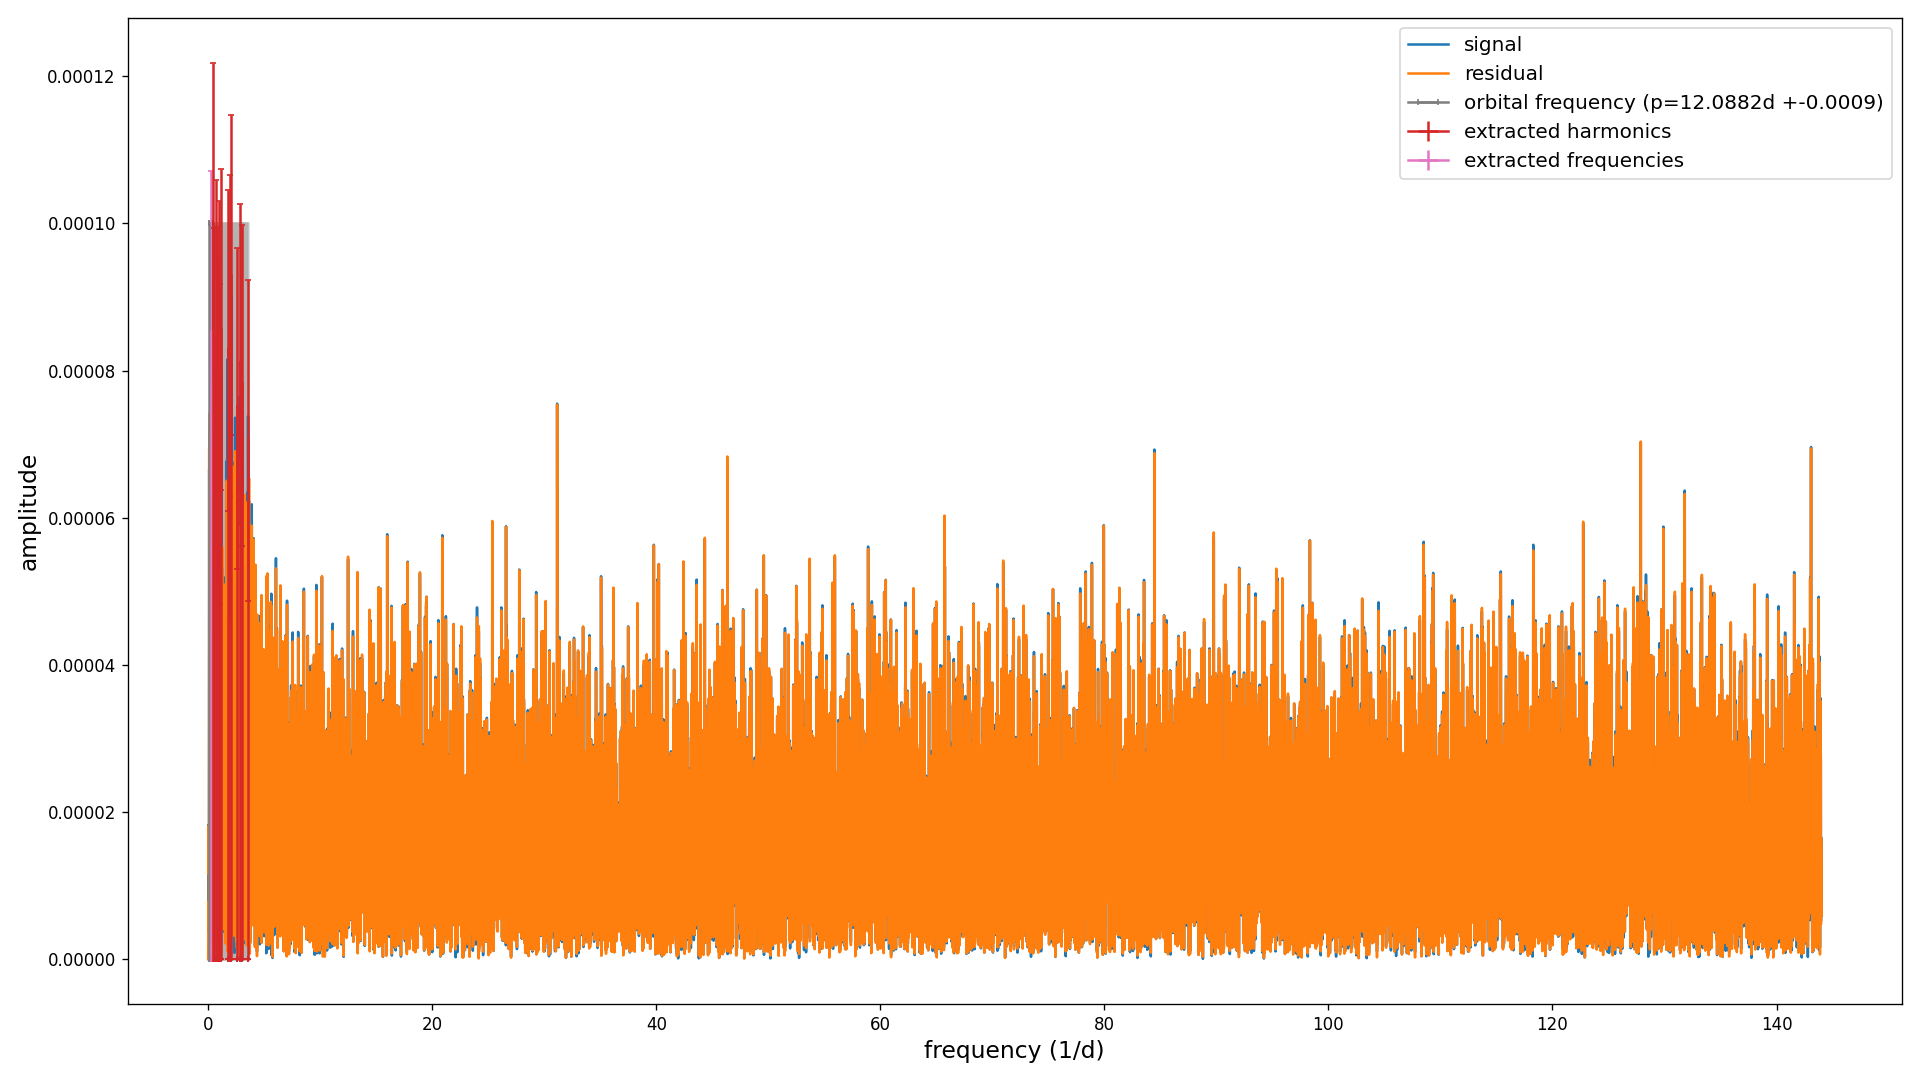 signal
residual
orbital frequency (p=12.0882d +-0.0009)
extracted harmonics
extracted frequencies
0.00012
0.00010
0.00008
0.00006
0.00004
0.00002
0.00000
amplitude
0 20 40 60 80 100 120 140
frequency (1/d)